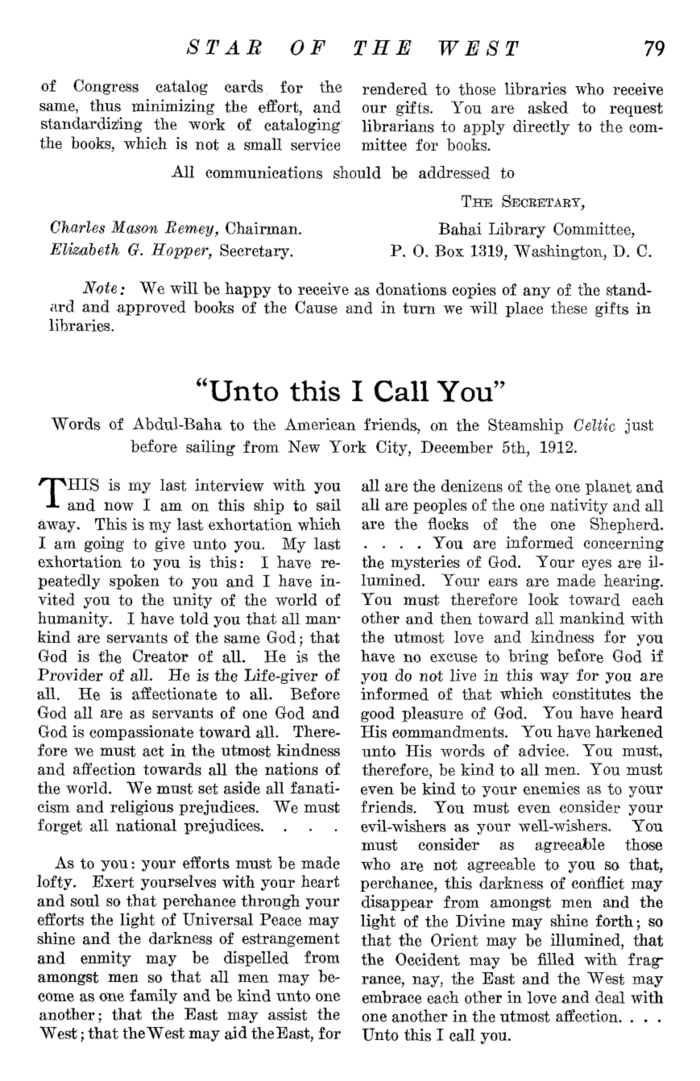 STAR OF THE WEST 79
of Congress catalog cards for the
same, thus minimizing the effort, and
standardizing the work of cataloging
the books, which is not a small service
rendered to those libraries who receive
our gifts. You are asked to request
librarians to apply directly to the com-
mittee for books.
All communications should be addressed to
THE SECRETARY,
Charles Mason Remey, Chairman.
Elizabeth G. Hopper, Secretary.
Bahai Library Committee,
P. O. Box 1319, Washington, D. C.
Note: We will be happy to receive as donations copies of any of the stand-
ard and approved books of the Cause and in turn we will place these gifts in
libraries.
"Unto this I Call You"
Words of Abdul-Baha to the American friends, on the Steamship Celtic just
before sailing from New York City, December 5th, 1912.
THIS is my last interview with you
and now I am on this ship to sail
away. This is my last exhortation which
I am going to give unto you. My last
exhortation to you is this: I have re-
peatedly spoken to you and I have in-
vited you to the unity of the world of
humanity. I have told you that all man-
kind are servants of the same God; that
God is the Creator of all. He is the
Provider of all. He is the Life-giver of
all. He is affectionate to all. Before
God all are as servants of one God and
God is compassionate toward all. There-
fore we must act in the utmost kindness
and affection towards all the nations of
the world. We must set aside all fanati-
cism and religious prejudices. We must
forget all national prejudices. . . .
As to you: your efforts must be made
lofty. Exert yourselves with your heart
and soul so that perchance through your
efforts the light of Universal Peace may
shine and the darkness of estrangement
and enmity may be dispelled from
amongst men so that all men may be-
come as one family and be kind unto one
another; that the East may assist the
West; that the West may aid the East, for
all are the denizens of the one planet and
all are peoples of the one nativity and all
are the flocks of the one Shepherd.
. . . . You are informed concerning
the mysteries of God. Your eyes are il-
lumined. Your ears are made hearing.
You must therefore look toward each
other and then toward all mankind with
the utmost love and kindness for you
have no excuse to bring before God if
you do not live in this way for you are
informed of that which constitutes the
good pleasure of God. You have heard
His commandments. You have harkened
unto His words of advice. You must,
therefore, be kind to all men. You must
even be kind to your enemies as to your
friends. You must even consider your
evil-wishers as your well-wishers. You
must consider as agreeable those
who are not agreeable to you so that,
perchance, this darkness of conflict may
disappear from amongst men and the
light of the Divine may shine forth; so
that the Orient may be illumined, that
the Occident may be filled with frag-
rance, nay, the East and the West may
embrace each other in love and deal with
one another in the utmost affection. . . .
Unto this I call you.